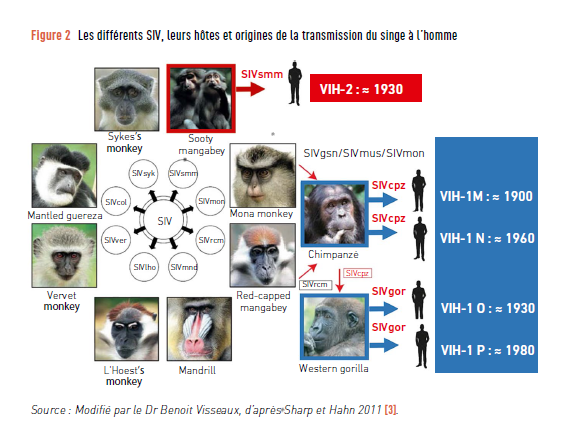 Figure 2 Les différents SIV, leurs hôtes et origines de la transmission du singe à l'homme
SIVsmm
VIH-2 : ≈ 1930
Sykes's
monkey
Sooty
mangabey
SIVgsn/SIVmus/SIVmon
SIVsyk
SIVsmm
SIVcol
SIVmon
SIV
SIVver
SIVrcm
SIVlho
SIVmnd
Mantled guereza
Mona monkey
SIVcpz
VIH-1M : ≈ 1900
SIVcpz
VIH-1 N : ≈ 1960
Chimpanzé
Vervet
monkey
Red-capped
mangabey
SIVrcm
SIVcpz
SIVgor
VIH-1 O : ≈ 1930
SIVgor
VIH-1 P : ≈ 1980
L'Hoest's
monkey
Mandrill
Western gorilla
Source : Modifié par le Dr Benoit Visseaux, d'après Sharp et Hahn 2011 [3].